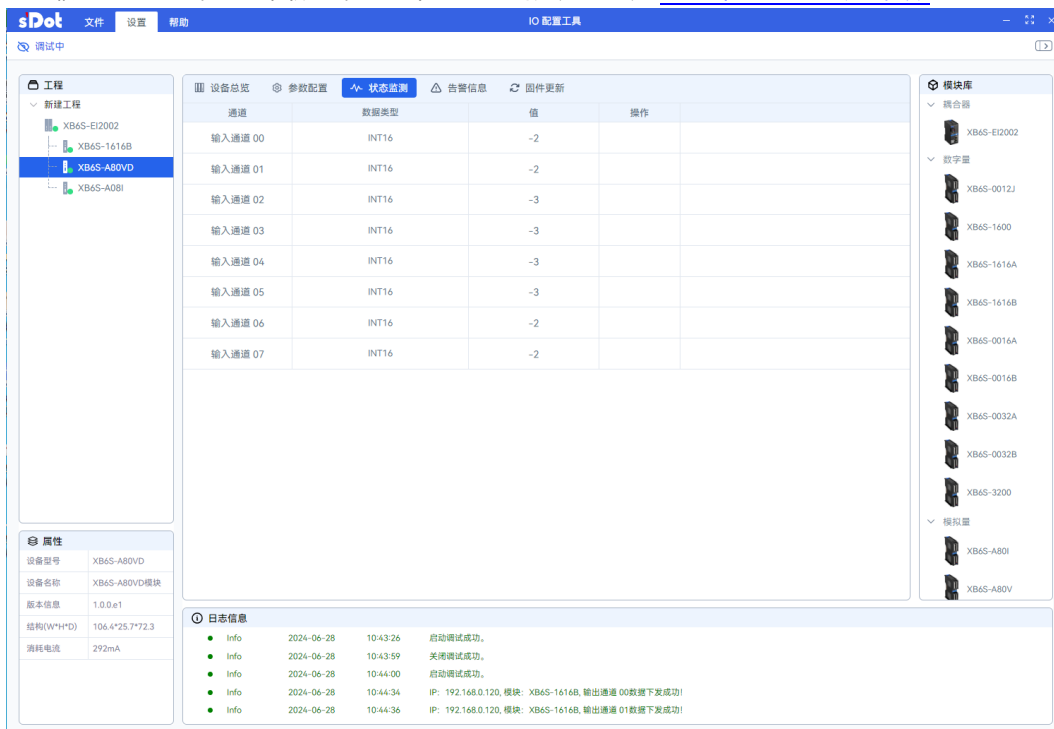 sDot 文件 设置 帮助 IO 配置工具
调试中
工程
新建工程
XB6S-EI2002
XB6S-1616B
XB6S-A80VD
XB6S-A08I
设备总览 参数配置 状态监测 告警信息 固件更新
通道 数据类型 值 操作
输入通道 00 INT16 -2
输入通道 01 INT16 -2
输入通道 02 INT16 -3
输入通道 03 INT16 -3
输入通道 04 INT16 -3
输入通道 05 INT16 -3
输入通道 06 INT16 -2
输入通道 07 INT16 -2
模块库
耦合器
XB6S-EI2002
数字量
XB6S-0012J
XB6S-1600
XB6S-1616A
XB6S-1616B
XB6S-0016A
XB6S-0016B
XB6S-0032A
XB6S-0032B
XB6S-3200
模拟量
XB6S-A80I
XB6S-A80V
属性
设备型号 XB6S-A80VD
设备名称 XB6S-A80VD模块
版本信息 1.0.0.e1
结构(W*H*D) 106.4*25.7*72.3
消耗电流 292mA
日志信息
Info 2024-06-28 10:43:26 启动调试成功。
Info 2024-06-28 10:43:59 关闭调试成功。
Info 2024-06-28 10:44:00 启动调试成功。
Info 2024-06-28 10:44:34 IP: 192.168.0.120, 模块: XB6S-1616B, 输出通道 00数据下发成功!
Info 2024-06-28 10:44:36 IP: 192.168.0.120, 模块: XB6S-1616B, 输出通道 01数据下发成功!